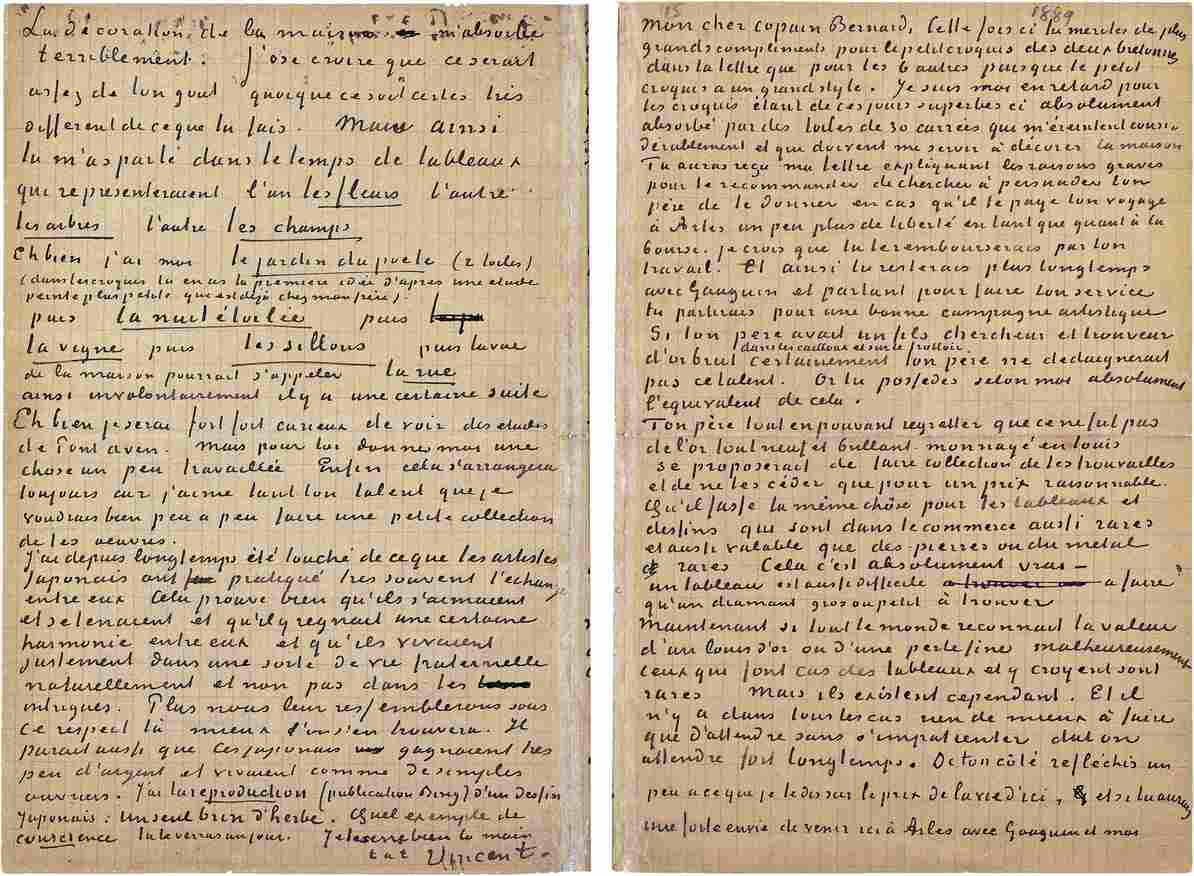 La décoration de la maison m'absorbe
terriblement. J'ose croire que ce serait
assez de ton gout quoique ce soit certes très
différent de ce que tu fais. Mais ainsi
tu m'as parlé dans le temps de tableaux
qui representeraient l'un les fleurs l'autre
les arbres l'autre les champs
Eh bien j'ai moi le jardin du poète (2 toiles)
(dans les croquis tu en as la première idée d'après une etude
peinte plus petite qui est déjà chez mon frère).
puis la nuit étoilée puis
la vigne puis les sillons puis la vue
de la maison pourrait s'appeler la rue
ainsi involontairement il y a une certaine suite
Eh bien je serai fort fort curieux de voir des etudes
de Pont aven. Mais pour toi donne moi une
chose un peu travaillée Enfin cela s'arrangera
toujours car j'aime tant ton talent que je
voudrais bien peu a peu faire une petite collection
de tes oeuvres.
J'ai depuis longtemps été touché de ce que les artistes
Japonais ont pratiqué tres souvent l'echange
entre eux Cela prouve bien qu'ils s'aimaient
et se tenaient et qu'il y regnait une certaine
harmonie entre eux et qu'ils vivaient
justement dans une sorte de vie fraternelle
naturellement et non pas dans les
intrigues. Plus nous leur ressemblerons sous
ce respect là mieux l'on s'en trouvera. Il
parait aussi que ces japonais gagnaient tres
peu d'argent et vivaient comme de simples
ouvriers. J'ai la reproduction (publication Bing) d'un dessin
Japonais: un seul brin d'herbe. Quel exemple de
conscience tu le verras un jour. Je te serre bien la main
t. à t. Vincent
1889
15
Mon cher copain Bernard, Cette fois ci tu merites de plus
grands compliments pour le petit croquis des deux bretonnes
dans ta lettre que pour les 6 autres puisque le petit
croquis a un grand style. Je suis moi en retard pour
les croquis étant de ces jours superbes ci absolument
absorbé par des toiles de 30 carrées qui m'éreintent consi-
dérablement et qui doivent me servir à décorer la maison
Tu auras reçu ma lettre expliquant les raisons graves
pour te recommander de chercher à persuader ton
père de te donner en cas qu'il te paye ton voyage
à Arles un peu plus de liberté en tant que quant à ta
bourse. je crois que tu le rembourserais par ton
travail. Et ainsi tu resterais plus longtemps
avec Gauguin et partant pour faire ton service
tu partirais pour une bonne campagne artistique
Si ton père avait un fils chercheur et trouveur
dans les cailloux et sur le trottoir
d'or brut certainement ton père ne dedaignerait
pas ce talent. Or tu possèdes selon moi absolument
l'equivalent de cela.
Ton père tout en pouvant regretter que ce ne fut pas
de l'or tout neuf et brillant monnayé en louis
se proposerait de faire collection de tes trouvailles
et de ne les céder que pour un prix raisonnable.
Qu'il fasse la même chôse pour tes tableaux et
dessins qui sont dans le commerce aussi rares
et aussi valable que des pierres ou du metal
rares Cela c'est absolument vrai –
un tableau est aussi difficile a trouver a faire
qu'un diamant gros ou petit à trouver
Maintenant si tout le monde reconnait la valeur
d'un louis d'or ou d'une perle fine malheureusement
ceux qui font cas des tableaux et y croyent sont
rares Mais ils existent cependant. Et il
n'y a dans tous les cas rien de mieux à faire
que d'attendre sans s'impatienter dut on
attendre fort longtemps. De ton côté refléchis un
peu a ce que je te dis sur le prix de la vie d'ici, et si tu aurais
une forte envie de venir ici à Arles avec Gauguin et moi